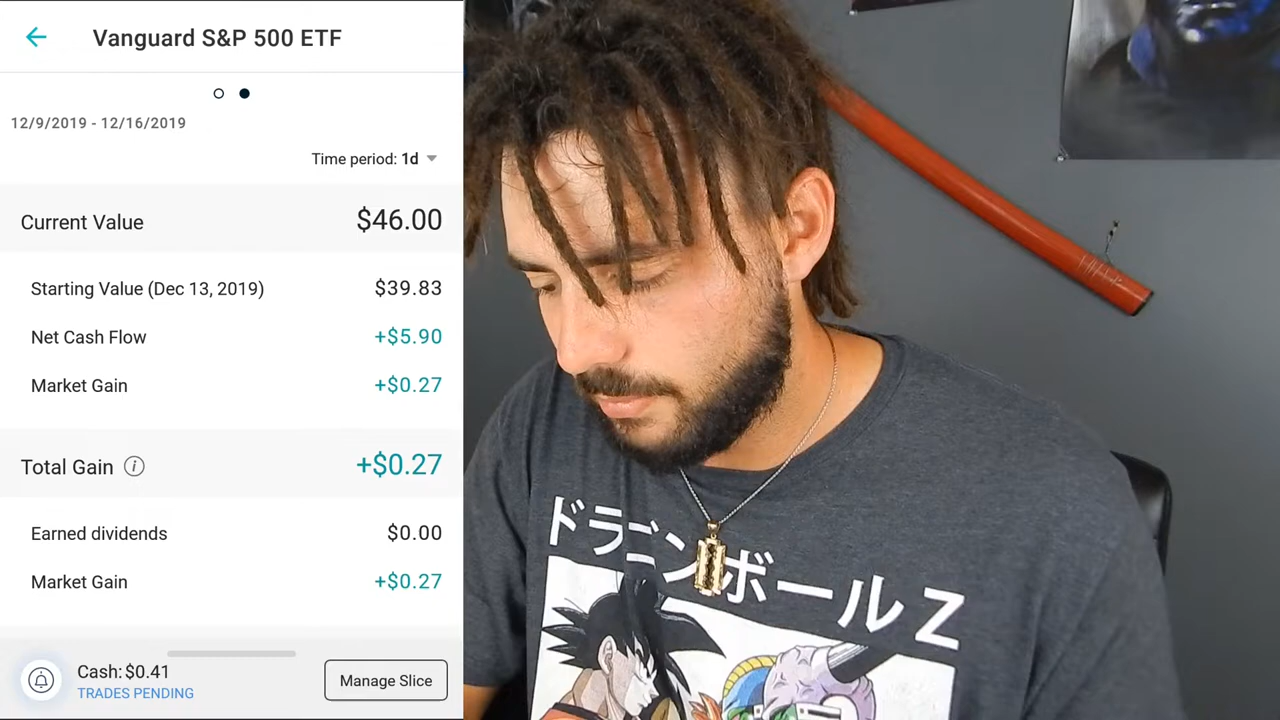 Vanguard S&P 500 ETF
12/9/2019 - 12/16/2019
Time period: 1d
Current Value $46.00
Starting Value (Dec 13, 2019) $39.83
Net Cash Flow +$5.90
Market Gain +$0.27
Total Gain +$0.27
Earned dividends $0.00
Market Gain +$0.27
Cash: $0.41
TRADES PENDING
Manage Slice
ドラゴンボールZ